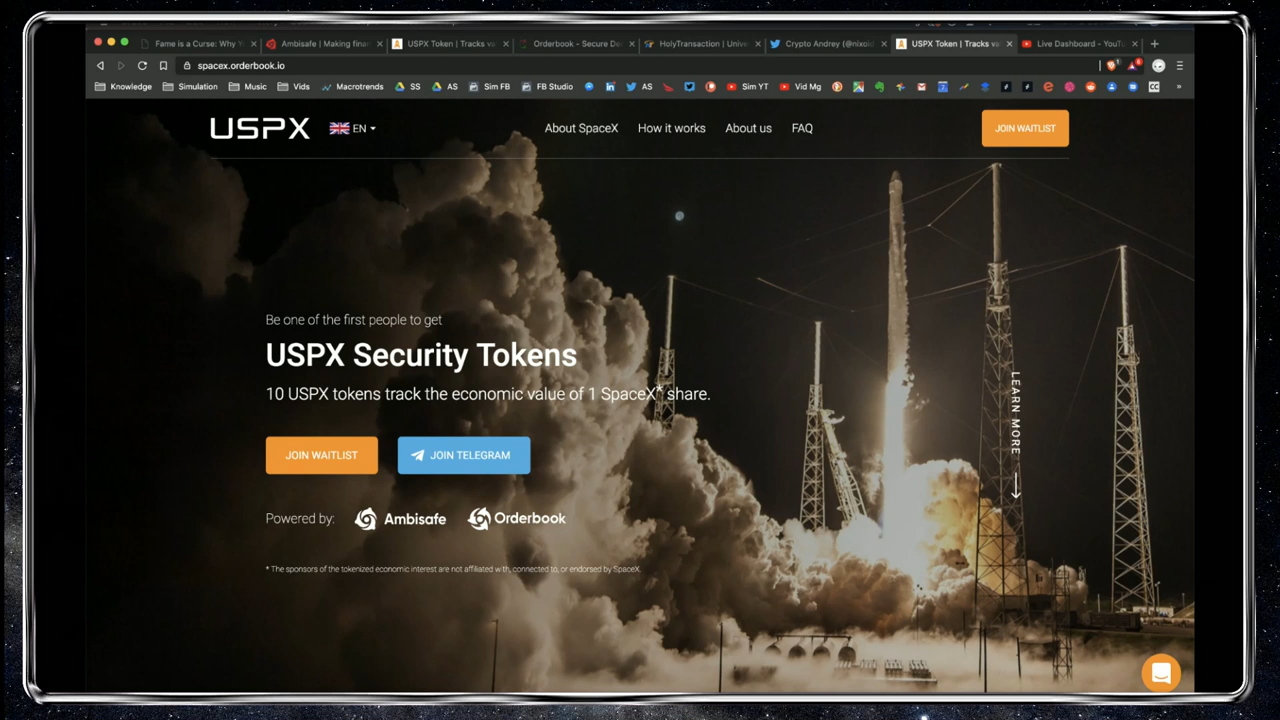 Fame is a Curse: Why
Ambisafe | Making finan
USPX Token | Tracks va
Orderbook - Secure De
HolyTransaction | Unive
Crypto Andrey (@nixoid
USPX Token | Tracks va
Live Dashboard - YouTu
spacex.orderbook.io
Knowledge
Simulation
Music
Vids
Macrotrends
SS
AS
Sim FB
FB Studio
AS
Sim YT
Vid Mg
USPX
EN
About SpaceX
How it works
About us
FAQ
JOIN WAITLIST
Be one of the first people to get
USPX Security Tokens
10 USPX tokens track the economic value of 1 SpaceX* share.
JOIN WAITLIST
JOIN TELEGRAM
LEARN MORE
Powered by:
Ambisafe
Orderbook
* The sponsors of the tokenized economic interest are not affiliated with, connected to, or endorsed by SpaceX.